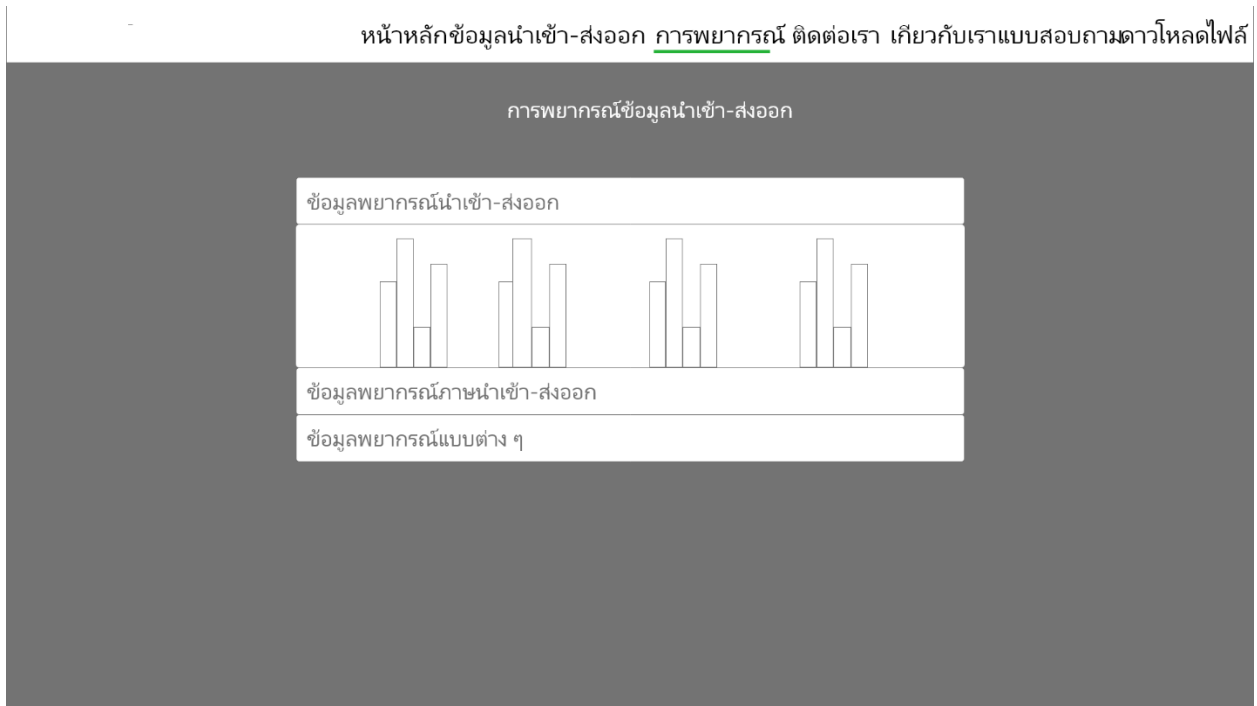 หน้าหลักข้อมูลนำเข้า-ส่งออก การพยากรณ์ ติดต่อเรา เกียวกับเราแบบสอบถามดาวโหลดไฟล์
การพยากรณ์ข้อมูลนำเข้า-ส่งออก
ข้อมูลพยากรณ์นำเข้า-ส่งออก
ข้อมูลพยากรณ์ภาษนำเข้า-ส่งออก
ข้อมูลพยากรณ์แบบต่าง ๆ